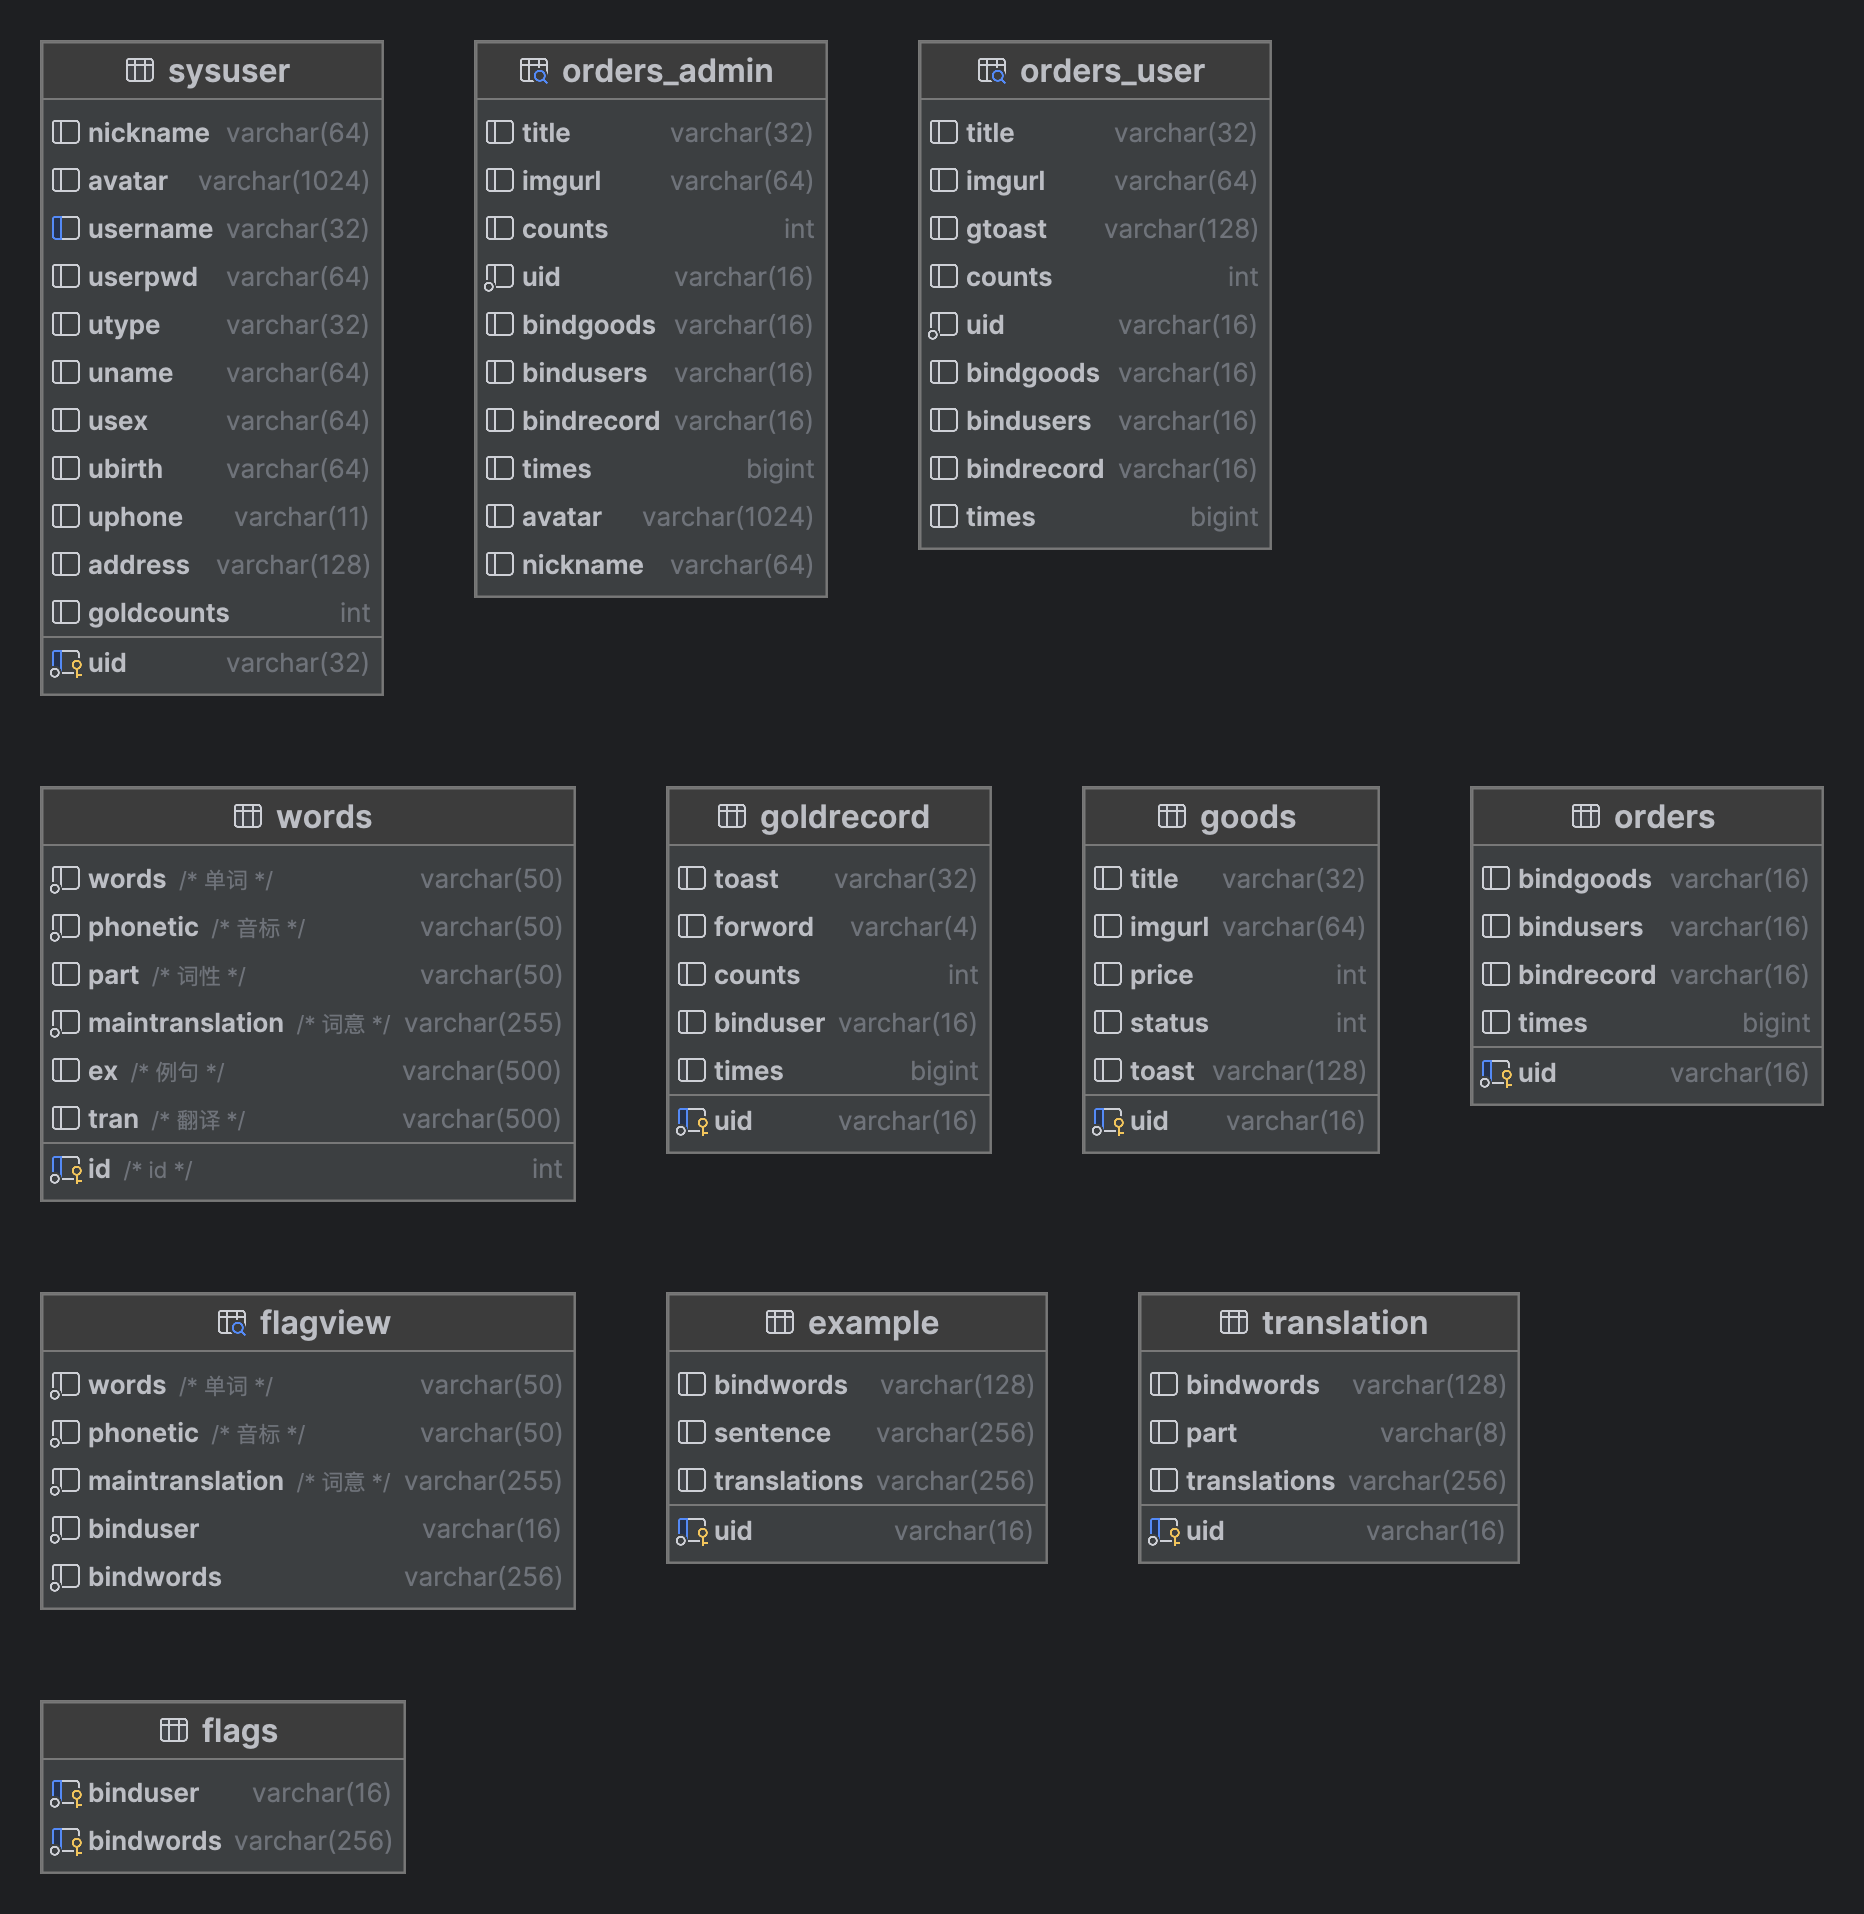 sysuser
nickname varchar(64)
avatar varchar(1024)
username varchar(32)
userpwd varchar(64)
utype varchar(32)
uname varchar(64)
usex varchar(64)
ubirth varchar(64)
uphone varchar(11)
address varchar(128)
goldcounts int
uid varchar(32)
orders_admin
title varchar(32)
imgurl varchar(64)
counts int
uid varchar(16)
bindgoods varchar(16)
bindusers varchar(16)
bindrecord varchar(16)
times bigint
avatar varchar(1024)
nickname varchar(64)
orders_user
title varchar(32)
imgurl varchar(64)
gtoast varchar(128)
counts int
uid varchar(16)
bindgoods varchar(16)
bindusers varchar(16)
bindrecord varchar(16)
times bigint
words
words /* 单词 */ varchar(50)
phonetic /* 音标 */ varchar(50)
part /* 词性 */ varchar(50)
maintranslation /* 词意 */ varchar(255)
ex /* 例句 */ varchar(500)
tran /* 翻译 */ varchar(500)
id /* id */ int
goldrecord
toast varchar(32)
forword varchar(4)
counts int
binduser varchar(16)
times bigint
uid varchar(16)
goods
title varchar(32)
imgurl varchar(64)
price int
status int
toast varchar(128)
uid varchar(16)
orders
bindgoods varchar(16)
bindusers varchar(16)
bindrecord varchar(16)
times bigint
uid varchar(16)
flagview
words /* 单词 */ varchar(50)
phonetic /* 音标 */ varchar(50)
maintranslation /* 词意 */ varchar(255)
binduser varchar(16)
bindwords varchar(256)
example
bindwords varchar(128)
sentence varchar(256)
translations varchar(256)
uid varchar(16)
translation
bindwords varchar(128)
part varchar(8)
translations varchar(256)
uid varchar(16)
flags
binduser varchar(16)
bindwords varchar(256)